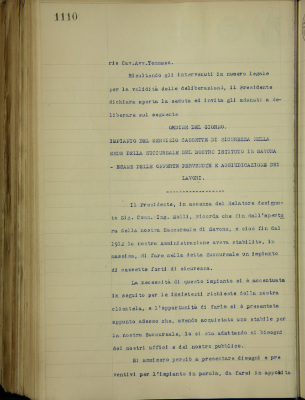 1110
rio Cav.Avv.Tommaso.
Risultando gli intervenuti in numero legale
per la validità delle deliberazioni, il Presidente
dichiara aperta la seduta ed invita gli adunati a de-
liberare sul seguente
ORDINE DEL GIORNO.
IMPIANTO DEL SERVIZIO CASSETTE DI SICUREZZA NELLA
SEDE DELLA SUCCURSALE DEL NOSTRO ISTITUTO IN SAVONA
- ESAME DELLE OFFERTE PERVENUTE E AGGIUDICAZIONE DEI
LAVORI.
------------------
Il Presidente, in assenza del Relatore designa-
to Sig. Comm. Ing. Melli, ricorda che fin dall'apertu
ra della nostra Succursale di Savona, e cioè fin dal
1912 la nostra Amministrazione aveva stabilito, in
massima, di fare nella detta Succursale un impianto
di cassette forti di sicurezza.
La necessità di questo impianto si è accentuata
in seguito per le insistenti richieste della nostra
clientela, e l'opportunità di farlo si è presentata
appunto adesso che, avendo acquistato uno stabile per
la nostra Succursale, lo si sta adattando ai bisogni
dei nostri uffici e del nostro pubblico.
Si assinsero perciò a presentare disegni e pre-
ventivi per l'impianto in parola, da farsi in apposita